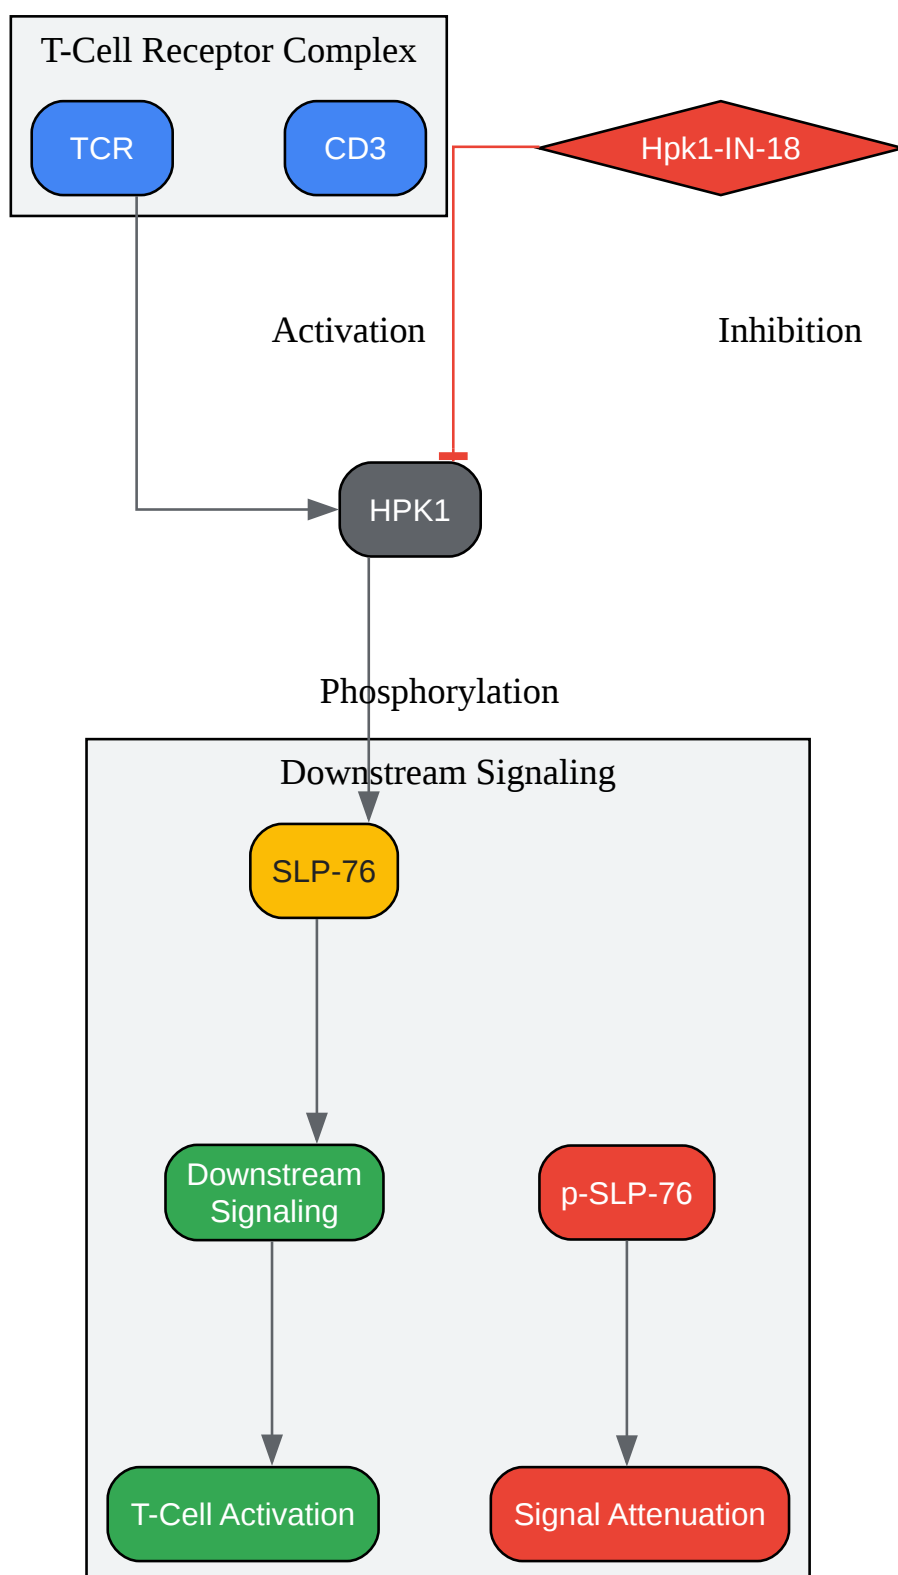 T-Cell Receptor Complex
TCR
CD3
Hpk1-IN-18
Activation
Inhibition
HPK1
Phosphorylation
Downstream Signaling
SLP-76
Downstream
Signaling
p-SLP-76
T-Cell Activation
Signal Attenuation